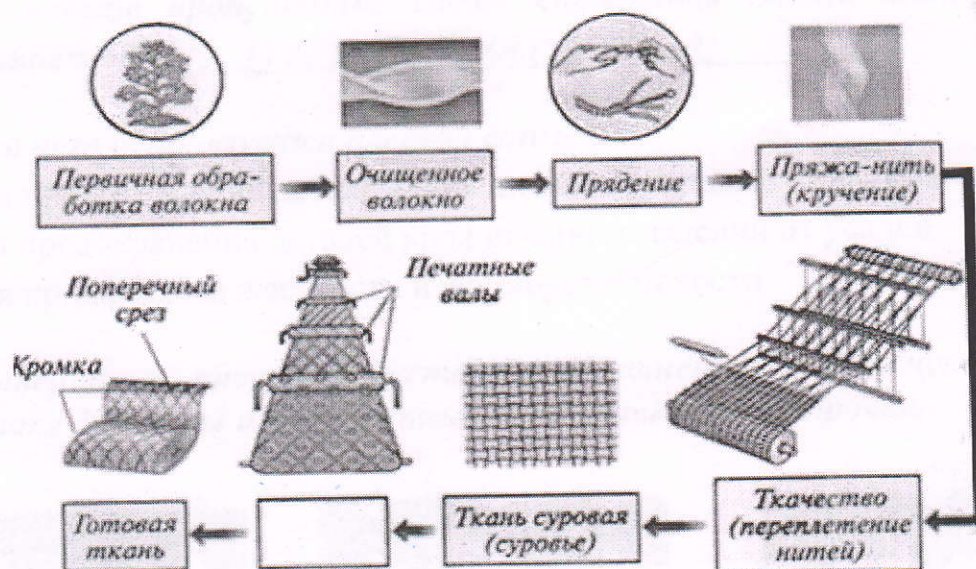 Первичная обра-
ботка волокна
Очищенное
волокно
Прядение
Пряжа-нить
(кручение)
Поперечный
срез
Кромка
Печатные
валы
Готовая
ткань
Ткань суровая
(суровье)
Ткачество
(переплетение
нитей)